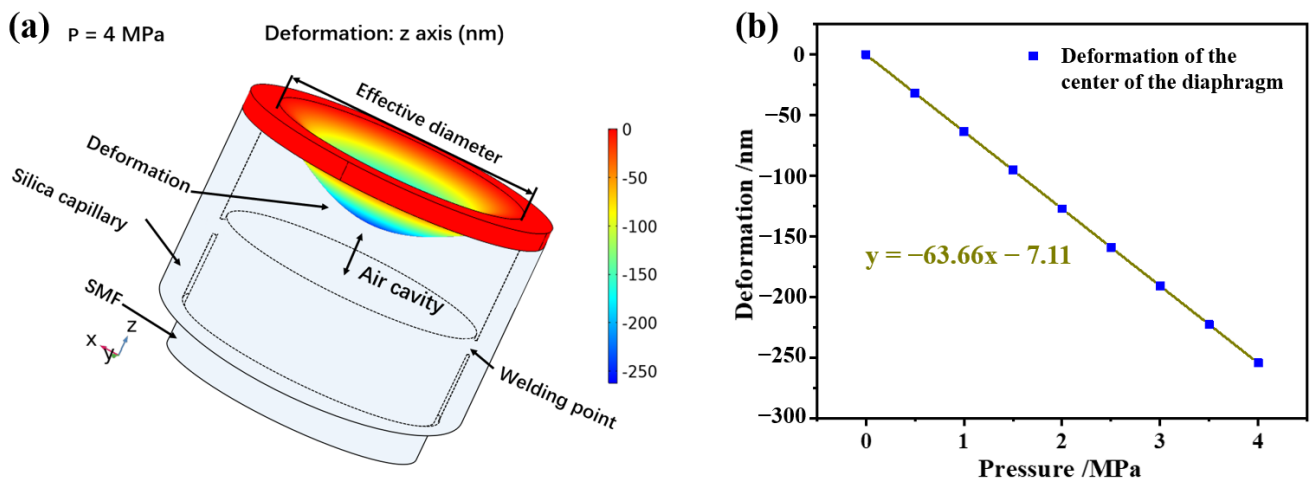 (a)
P = 4 MPa
Deformation: z axis (nm)
Effective diameter
Deformation
Silica capillary
SMF
Air cavity
Welding point
x
y
z
0
-50
-100
-150
-200
-250
(b)
Deformation of the
center of the diaphragm
y = −63.66x − 7.11
Deformation /nm
0
−50
−100
−150
−200
−250
−300
0
1
2
3
4
Pressure /MPa